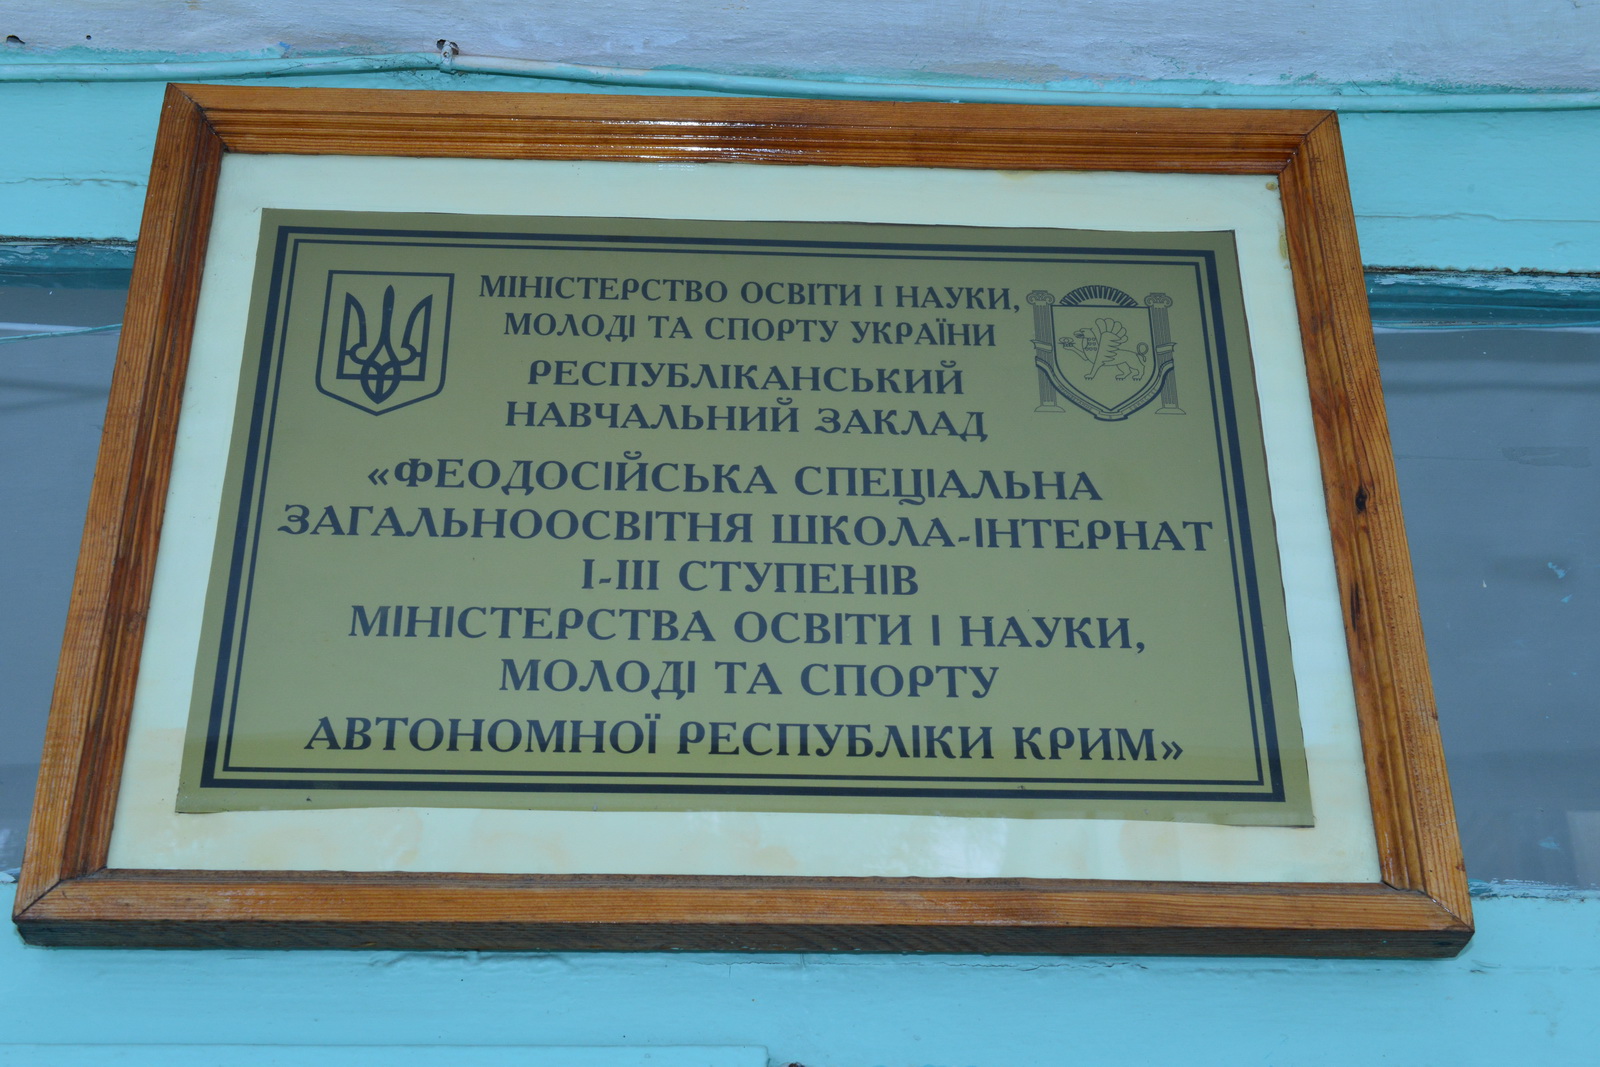 МІНІСТЕРСТВО ОСВІТИ І НАУКИ,
МОЛОДІ ТА СПОРТУ УКРАЇНИ
РЕСПУБЛІКАНСЬКИЙ
НАВЧАЛЬНИЙ ЗАКЛАД
«ФЕОДОСІЙСЬКА СПЕЦІАЛЬНА
ЗАГАЛЬНООСВІТНЯ ШКОЛА-ІНТЕРНАТ
І-ІІІ СТУПЕНІВ
МІНІСТЕРСТВА ОСВІТИ І НАУКИ,
МОЛОДІ ТА СПОРТУ
АВТОНОМНОЇ РЕСПУБЛІКИ КРИМ»